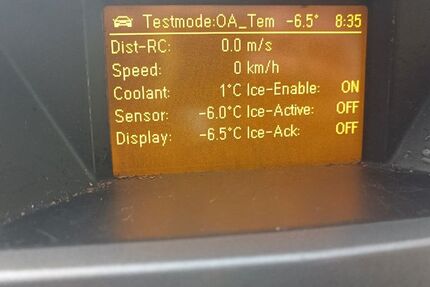 Testmode:OA_Tem -6.5° 8:35
Dist-RC: 0.0 m/s
Speed: 0 km/h
Coolant: 1°C Ice-Enable: ON
Sensor: -6.0°C Ice-Active: OFF
Display: -6.5°C Ice-Ack: OFF